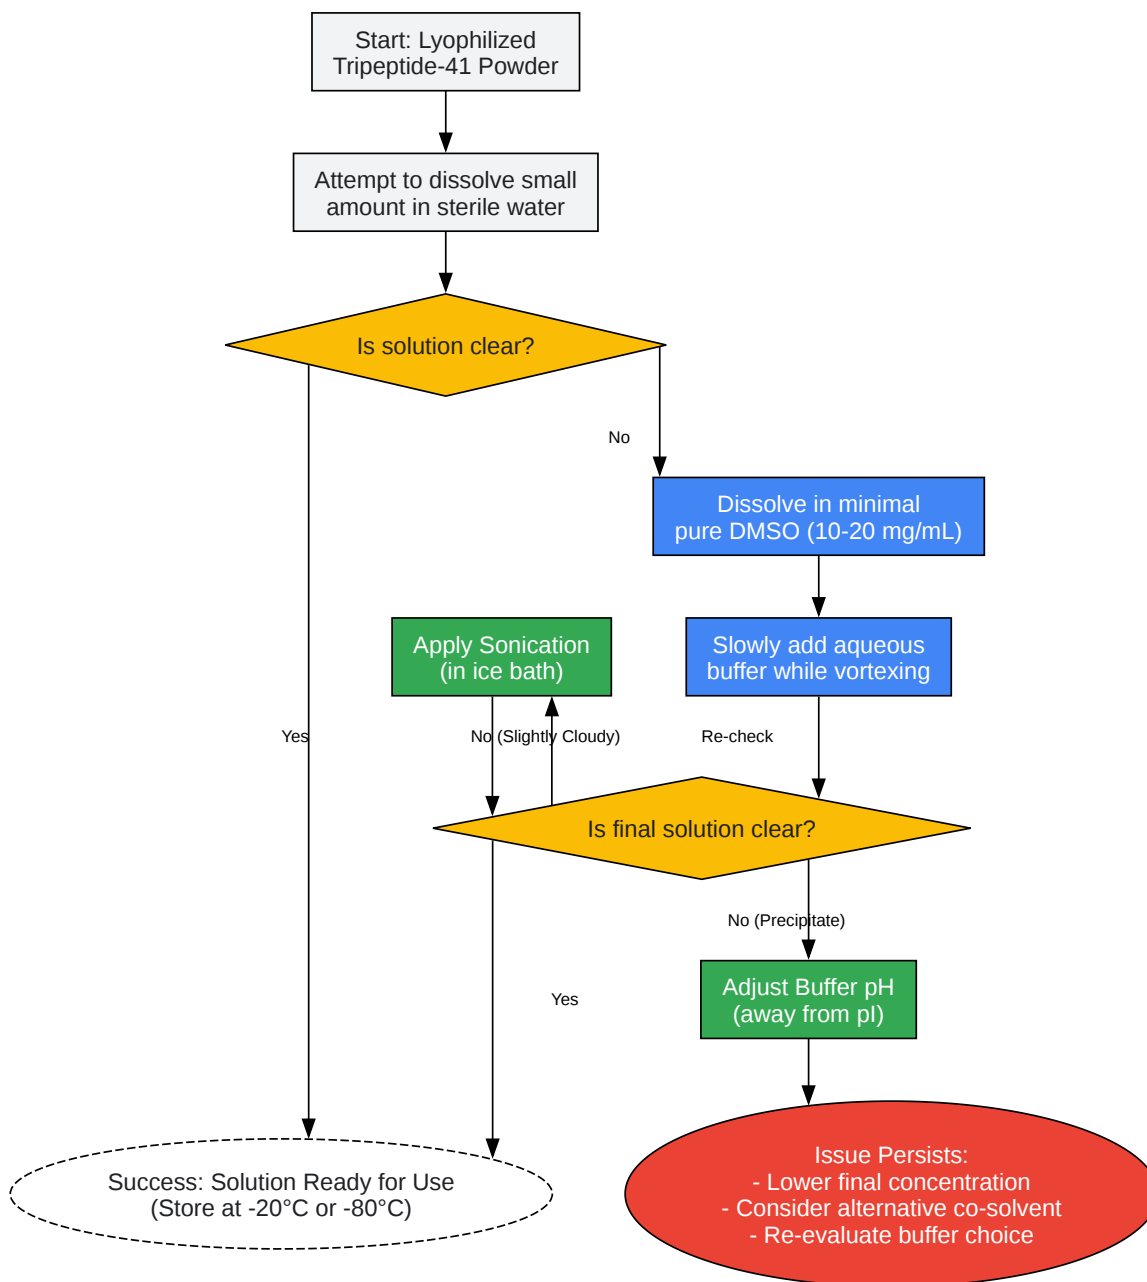 Start: Lyophilized
Tripeptide-41 Powder
Attempt to dissolve small
amount in sterile water
Is solution clear?
No
Dissolve in minimal
pure DMSO (10-20 mg/mL)
Apply Sonication
(in ice bath)
Slowly add aqueous
buffer while vortexing
Yes
No (Slightly Cloudy)
Re-check
Is final solution clear?
No (Precipitate)
Adjust Buffer pH
(away from pI)
Yes
Success: Solution Ready for Use
(Store at -20°C or -80°C)
Issue Persists:
- Lower final concentration
- Consider alternative co-solvent
- Re-evaluate buffer choice